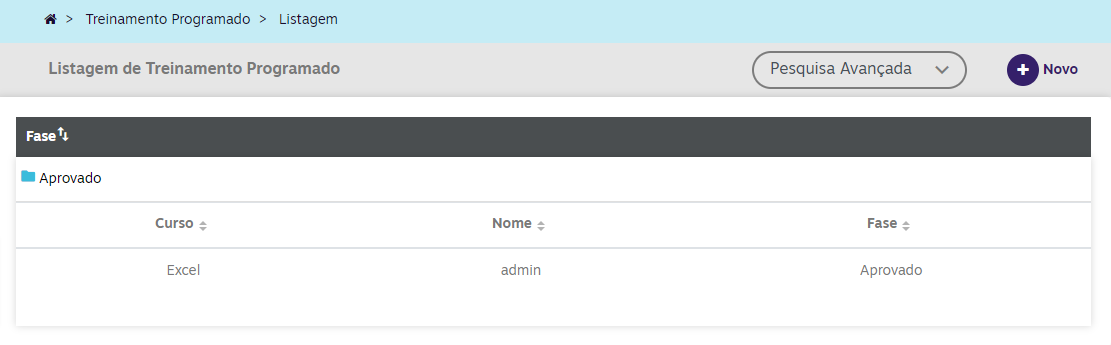 > Treinamento Programado > Listagem
Listagem de Treinamento Programado Pesquisa Avançada Novo
Fase
Aprovado
Curso Nome Fase
Excel admin Aprovado